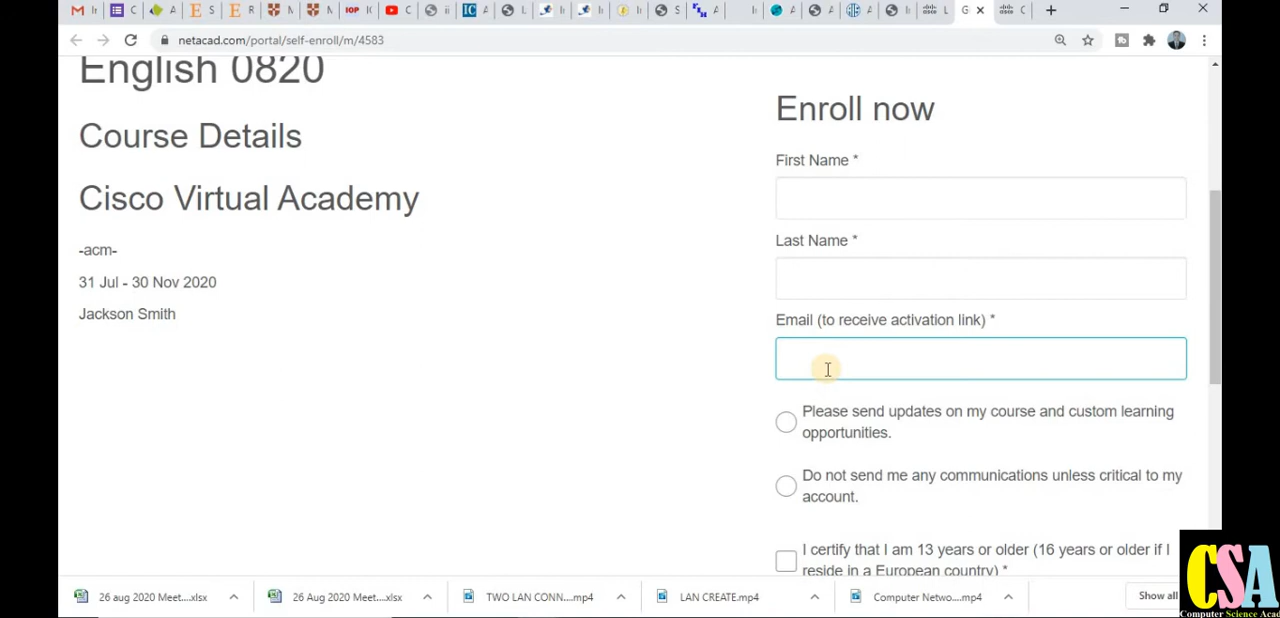 netacad.com/portal/self-enroll/m/4583
English 0820
Course Details
Cisco Virtual Academy
-acm-
31 Jul - 30 Nov 2020
Jackson Smith
Enroll now
First Name *
Last Name *
Email (to receive activation link) *
Please send updates on my course and custom learning
opportunities.
Do not send me any communications unless critical to my
account.
I certify that I am 13 years or older (16 years or older if I
reside in a European country) *
26 aug 2020 Meet....xlsx
26 Aug 2020 Meet....xlsx
TWO LAN CONN....mp4
LAN CREATE.mp4
Computer Netwo....mp4
Show all
CSA
Computer Science Acad